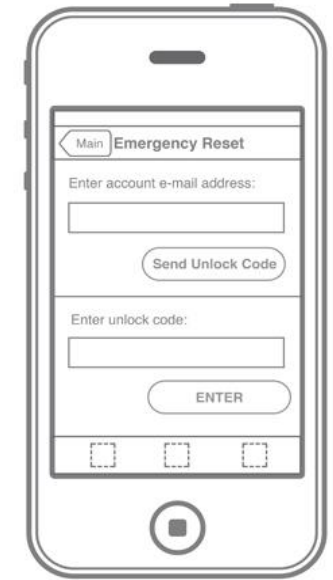 Main Emergency Reset
Enter account e-mail address:
Send Unlock Code
Enter unlock code:
ENTER